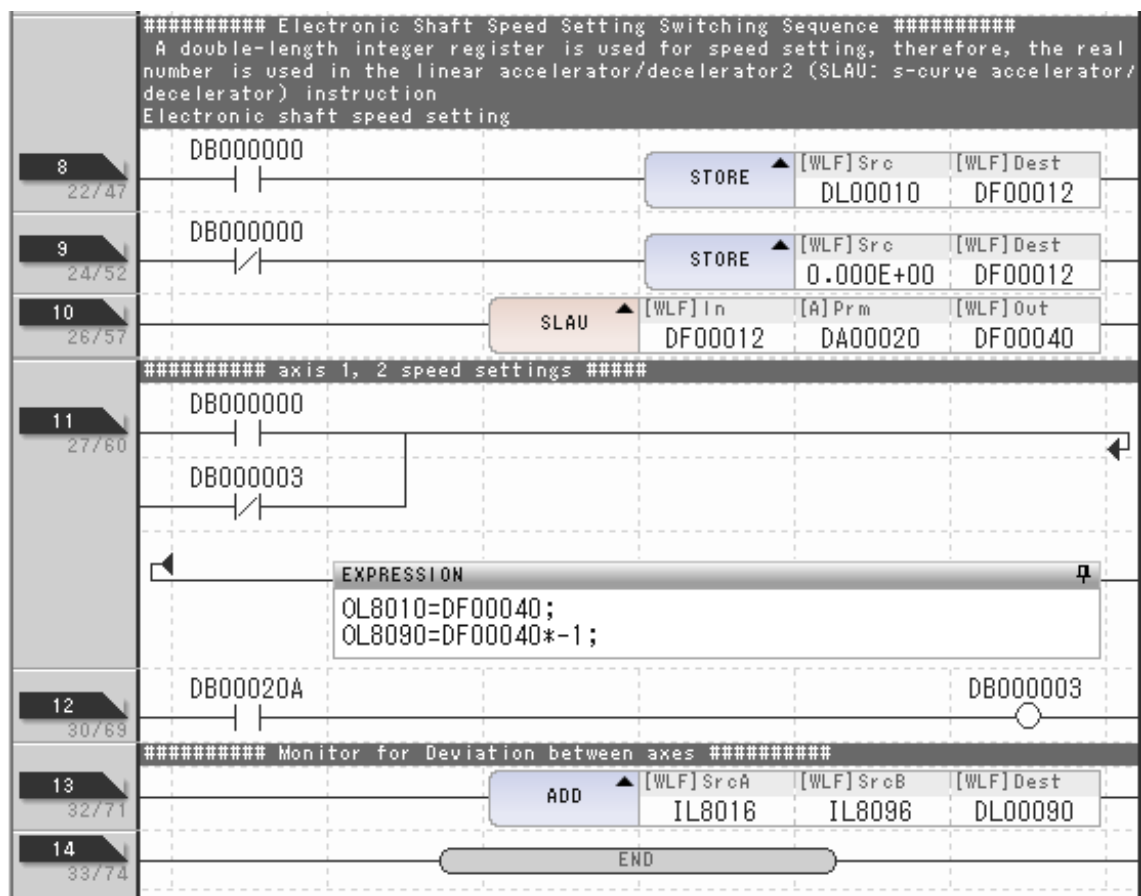 ########## Electronic Shaft Speed Setting Switching Sequence ##########
A double-length integer register is used for speed setting, therefore, the real
number is used in the linear accelerator/decelerator2 (SLAU: s-curve accelerator/
decelerator) instruction
Electronic shaft speed setting
DB000000
8
22/47
STORE [WLF]Src [WLF]Dest
DL00010 DF00012
DB000000
9
24/52
STORE [WLF]Src [WLF]Dest
0.000E+00 DF00012
10
26/57
SLAU [WLF]In [A]Prm [WLF]Out
DF00012 DA00020 DF00040
########## axis 1, 2 speed settings #####
DB000000
11
27/60
DB000003
EXPRESSION
OL8010=DF00040;
OL8090=DF00040*-1;
DB00020A DB000003
12
30/69
########## Monitor for Deviation between axes ##########
13
32/71
ADD [WLF]SrcA [WLF]SrcB [WLF]Dest
IL8016 IL8096 DL00090
14
33/74
END